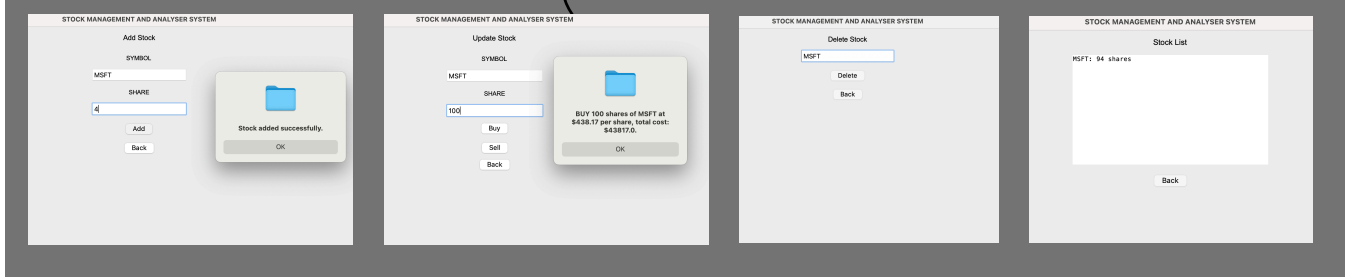 STOCK MANAGEMENT AND ANALYSER SYSTEM
Add Stock
SYMBOL
MSFT
SHARE
4
Add
Back
Stock added successfully.
OK
STOCK MANAGEMENT AND ANALYSER SYSTEM
Update Stock
SYMBOL
MSFT
SHARE
100
Buy
Sell
Back
BUY 100 shares of MSFT at
$438.17 per share, total cost:
$43817.0.
OK
STOCK MANAGEMENT AND ANALYSER SYSTEM
Delete Stock
MSFT
Delete
Back
STOCK MANAGEMENT AND ANALYSER SYSTEM
Stock List
MSFT: 94 shares
Back